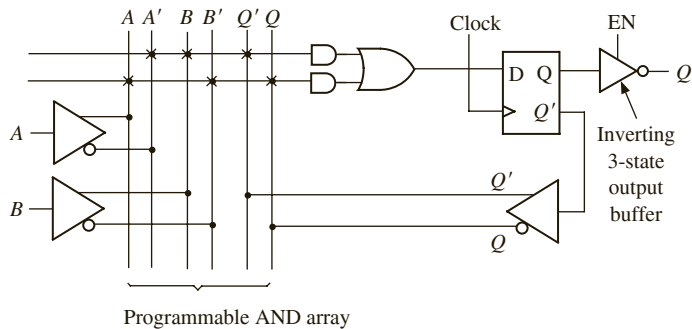 A A′ B B′ Q′ Q
Clock
EN
D Q
Q′
Q
Inverting
3-state
output
buffer
A
B
Q′
Q
Programmable AND array